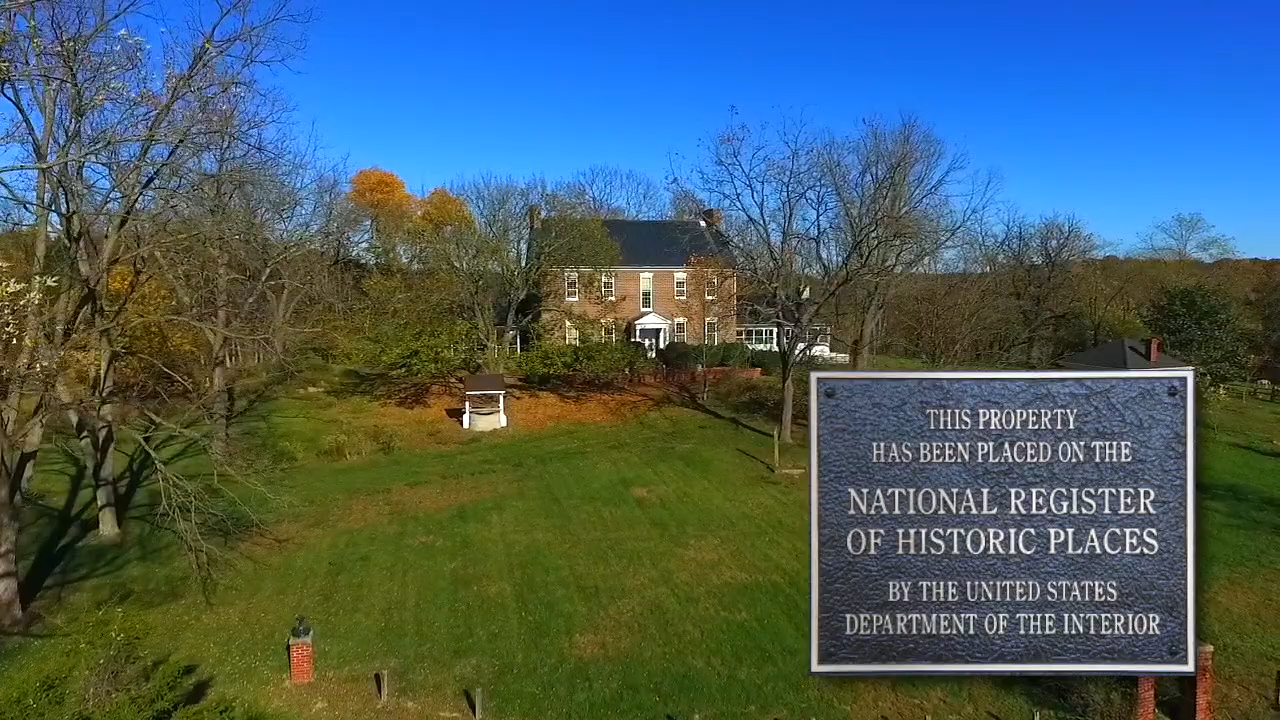 THIS PROPERTY
HAS BEEN PLACED ON THE
NATIONAL REGISTER
OF HISTORIC PLACES
BY THE UNITED STATES
DEPARTMENT OF THE INTERIOR